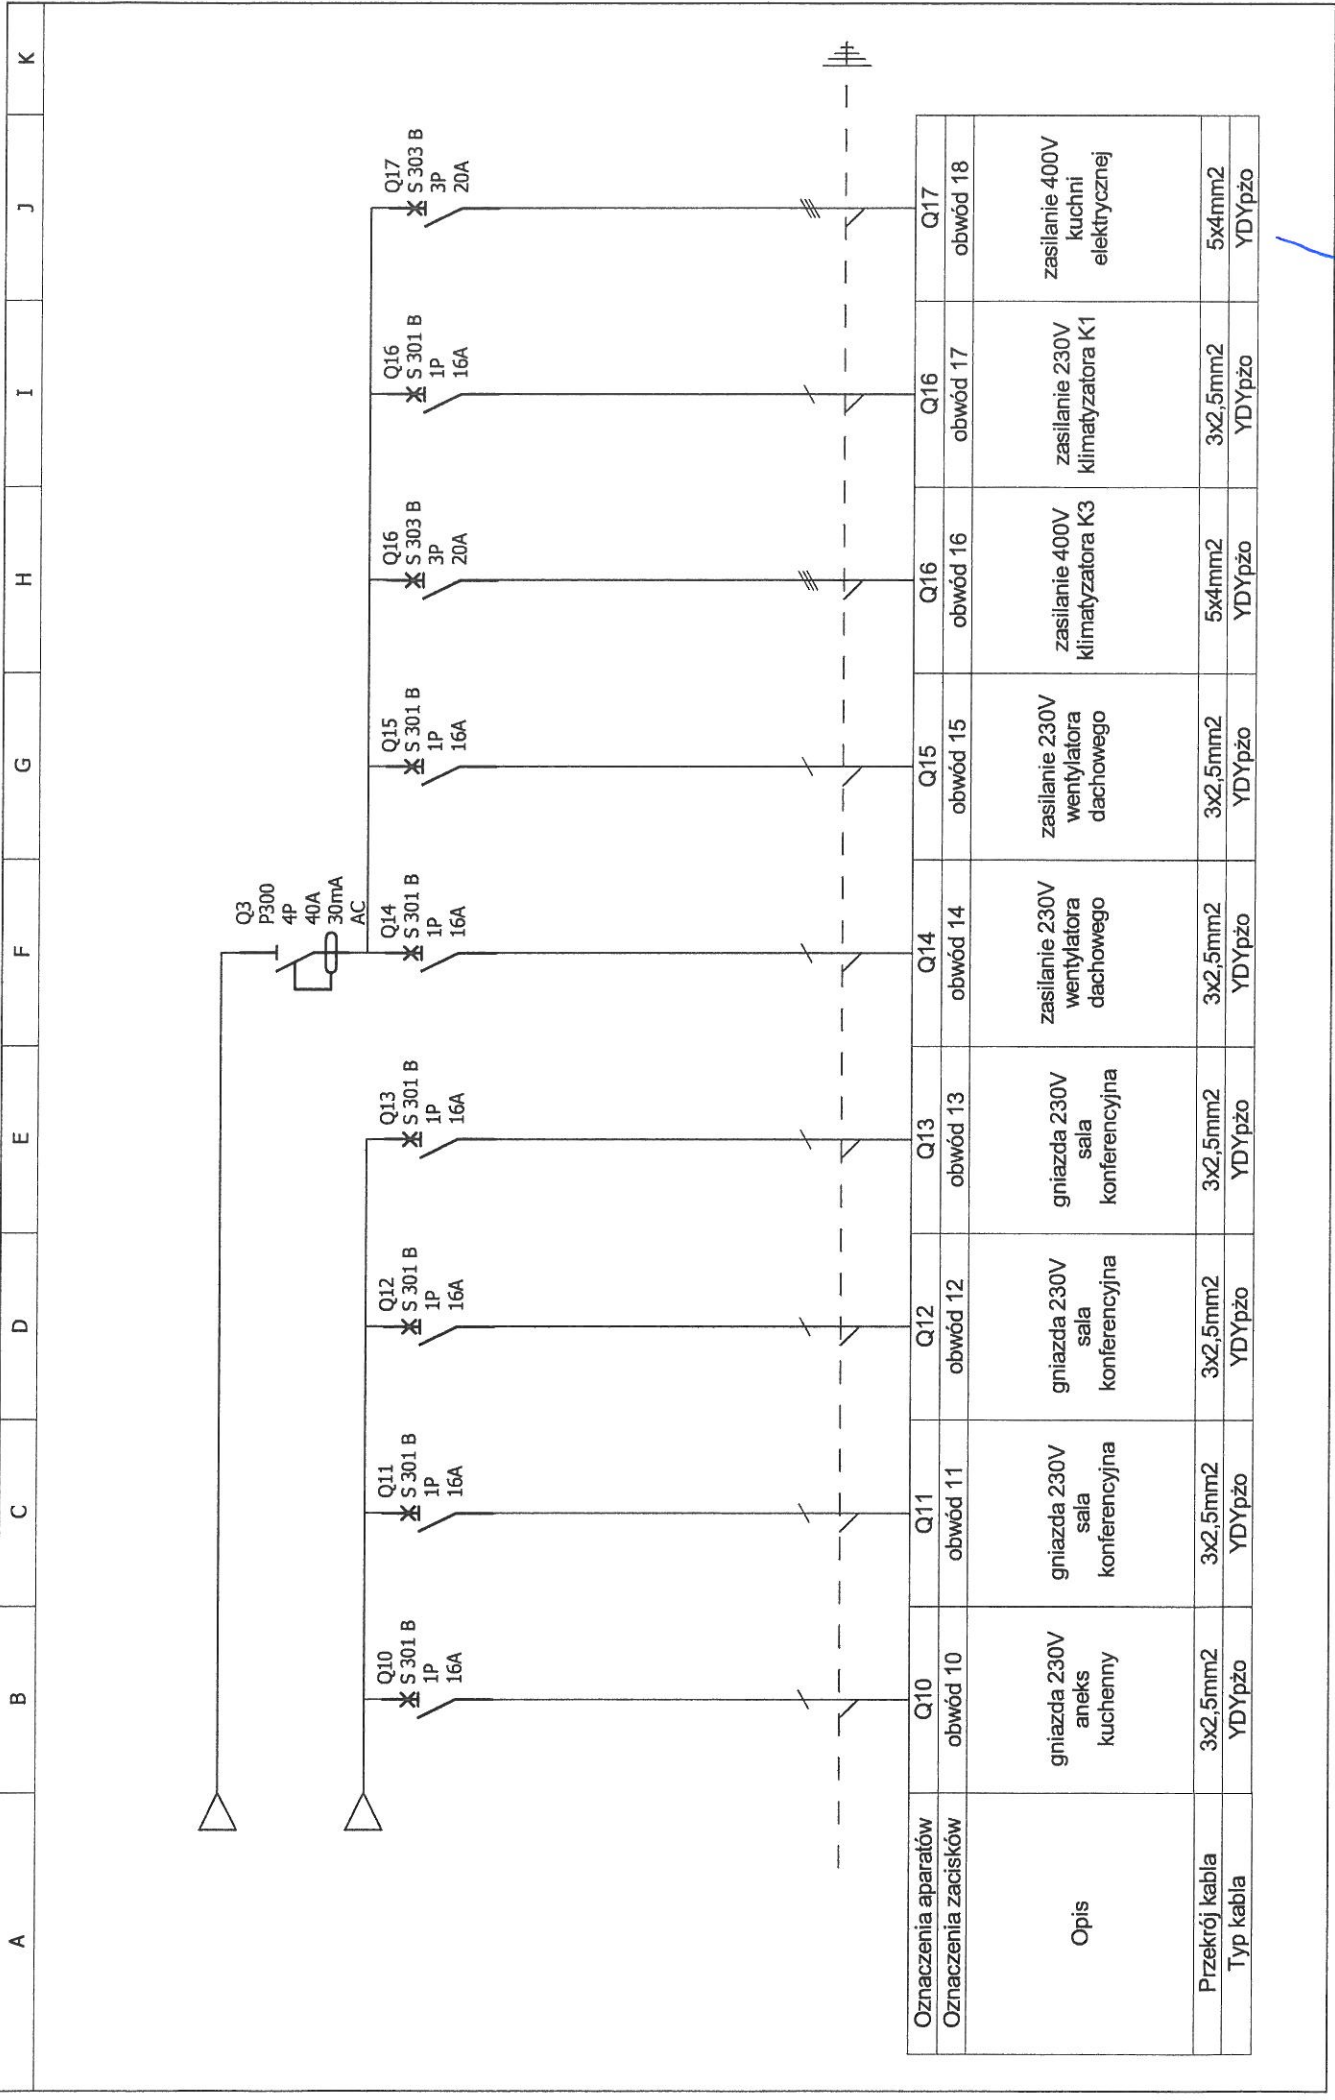 A B C D E F G H I J K
Q3
P300
4P
40A
30mA
AC
Q10
S 301 B
1P
16A
Q11
S 301 B
1P
16A
Q12
S 301 B
1P
16A
Q13
S 301 B
1P
16A
Q14
S 301 B
1P
16A
Q15
S 301 B
1P
16A
Q16
S 303 B
3P
20A
Q16
S 301 B
1P
16A
Q17
S 303 B
3P
20A
Oznaczenia aparatów Q10 Q11 Q12 Q13 Q14 Q15 Q16 Q16 Q17
Oznaczenia zacisków obwód 10 obwód 11 obwód 12 obwód 13 obwód 14 obwód 15 obwód 16 obwód 17 obwód 18
Opis
gniazda 230V
aneks
kuchenny
gniazda 230V
sala
konferencyjna
gniazda 230V
sala
konferencyjna
gniazda 230V
sala
konferencyjna
zasilanie 230V
wentylatora
dachowego
zasilanie 230V
wentylatora
dachowego
zasilanie 400V
klimatyzatora K3
zasilanie 230V
klimatyzatora K1
zasilanie 400V
kuchni
elektrycznej
Przekrój kabla 3x2,5mm2 3x2,5mm2 3x2,5mm2 3x2,5mm2 3x2,5mm2 3x2,5mm2 5x4mm2 3x2,5mm2 5x4mm2
Typ kabla YDYpżo YDYpżo YDYpżo YDYpżo YDYpżo YDYpżo YDYpżo YDYpżo YDYpżo